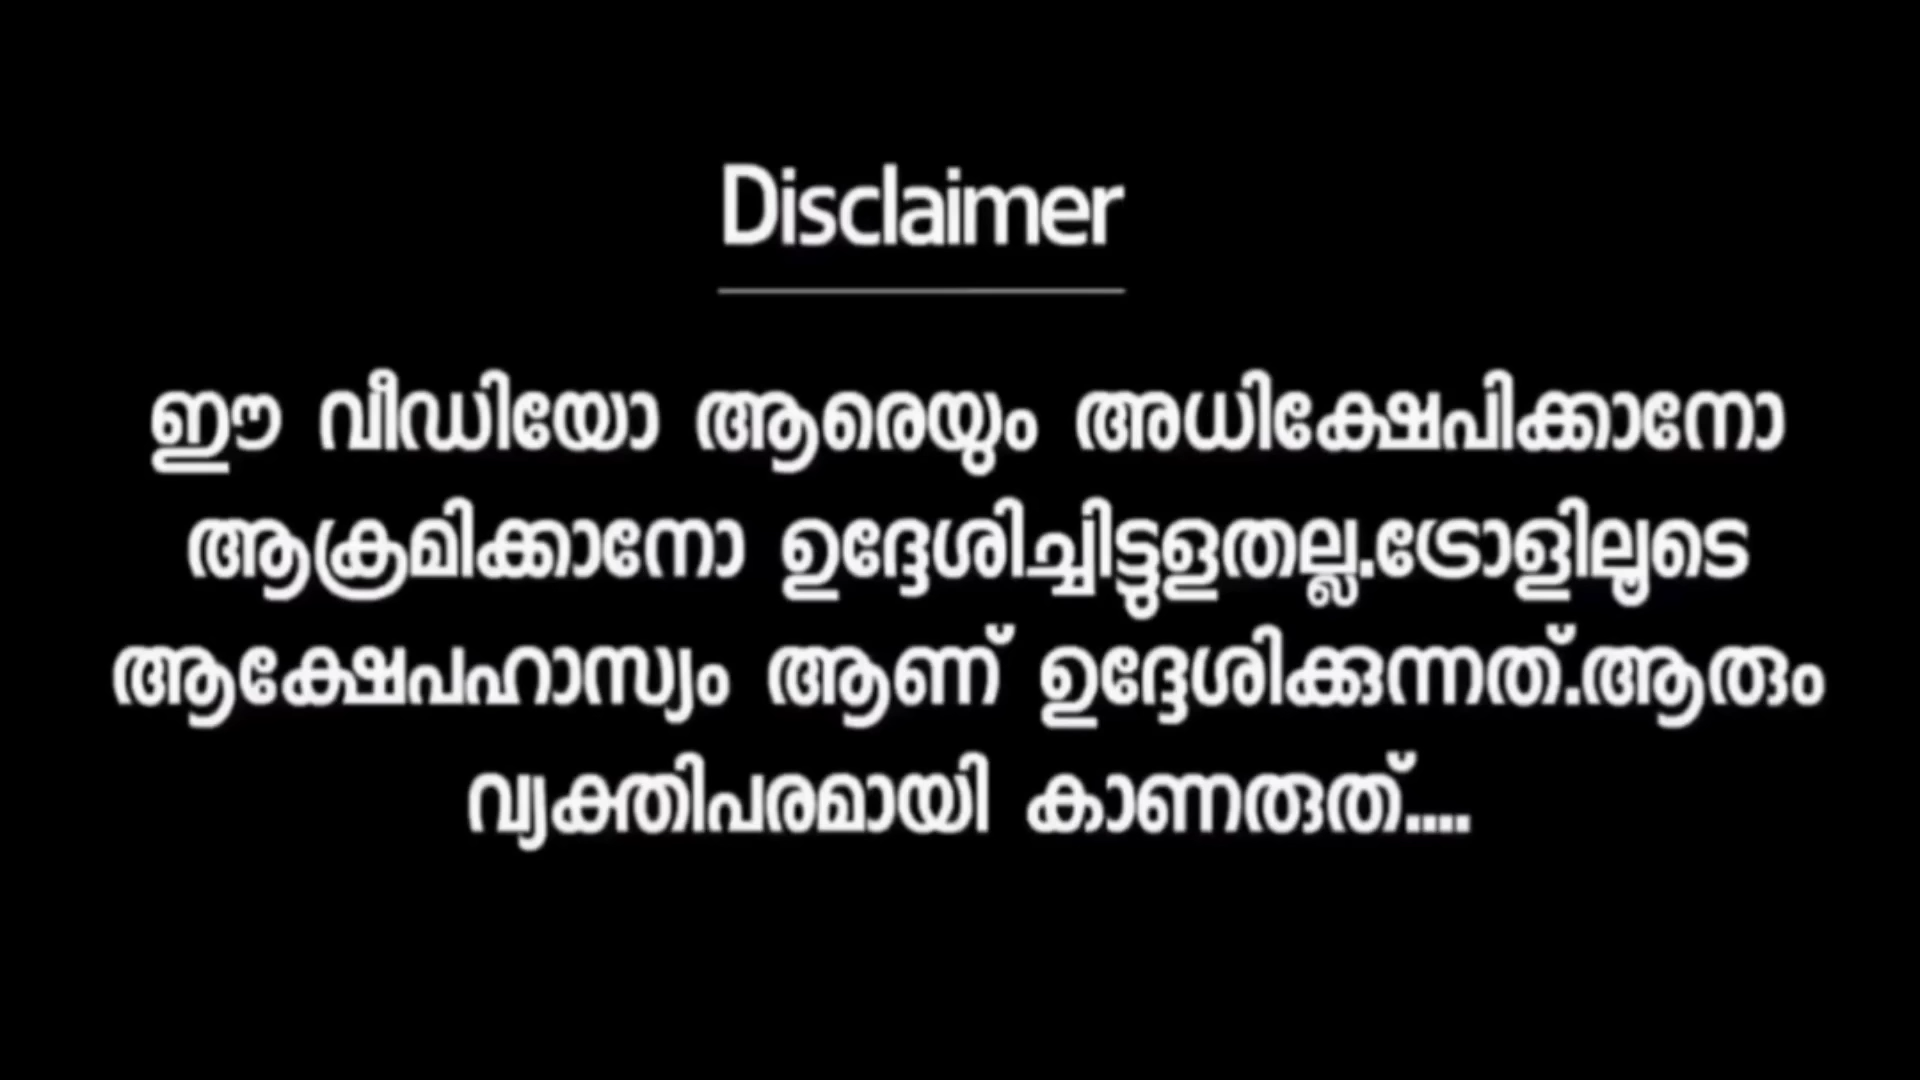 Disclaimer
ഈ വീഡിയോ ആരെയും അധിക്ഷേപിക്കാനോ
ആക്രമിക്കാനോ ഉദ്ദേശിച്ചിട്ടുളതല്ല.ട്രോളിലൂടെ
ആക്ഷേപഹാസ്യം ആണ് ഉദ്ദേശിക്കുന്നത്.ആരും
വ്യക്തിപരമായി കാണരുത്....